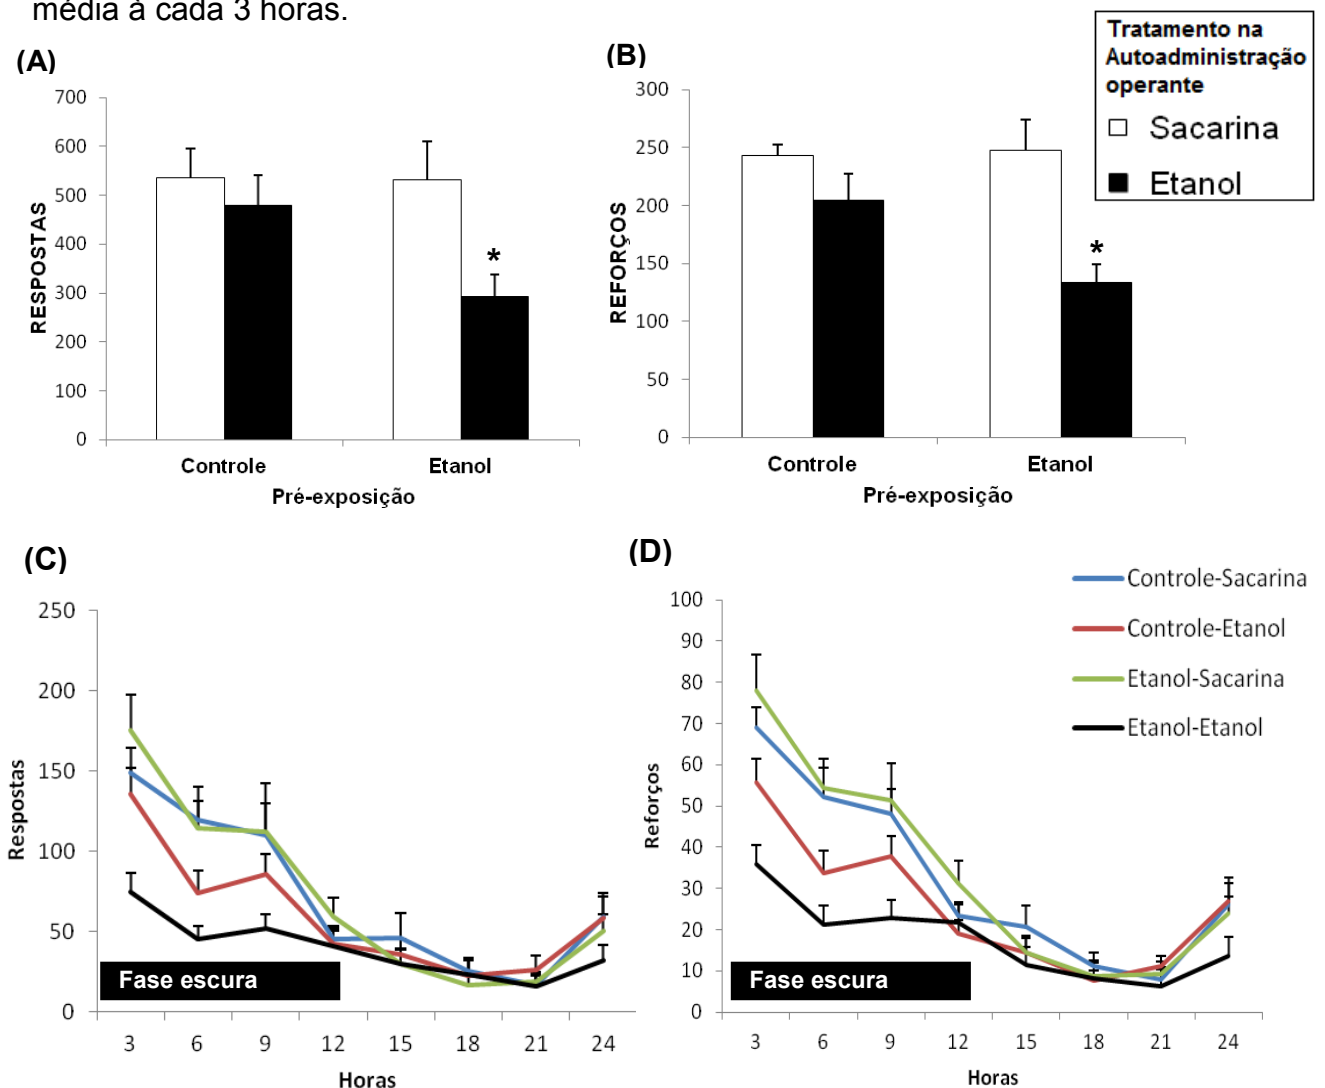 média à cada 3 horas.
(A)
700
600
500
400
300
200
100
0
RESPOSTAS
*
Controle
Etanol
Pré-exposição
(B)
300
250
200
150
100
50
0
REFORÇOS
*
Controle
Etanol
Pré-exposição
Tratamento na
Autoadministração
operante
Sacarina
Etanol
(C)
250
200
150
100
50
0
Respostas
Fase escura
3 6 9 12 15 18 21 24
Horas
(D)
100
90
80
70
60
50
40
30
20
10
0
Reforços
Fase escura
3 6 9 12 15 18 21 24
Horas
Controle-Sacarina
Controle-Etanol
Etanol-Sacarina
Etanol-Etanol